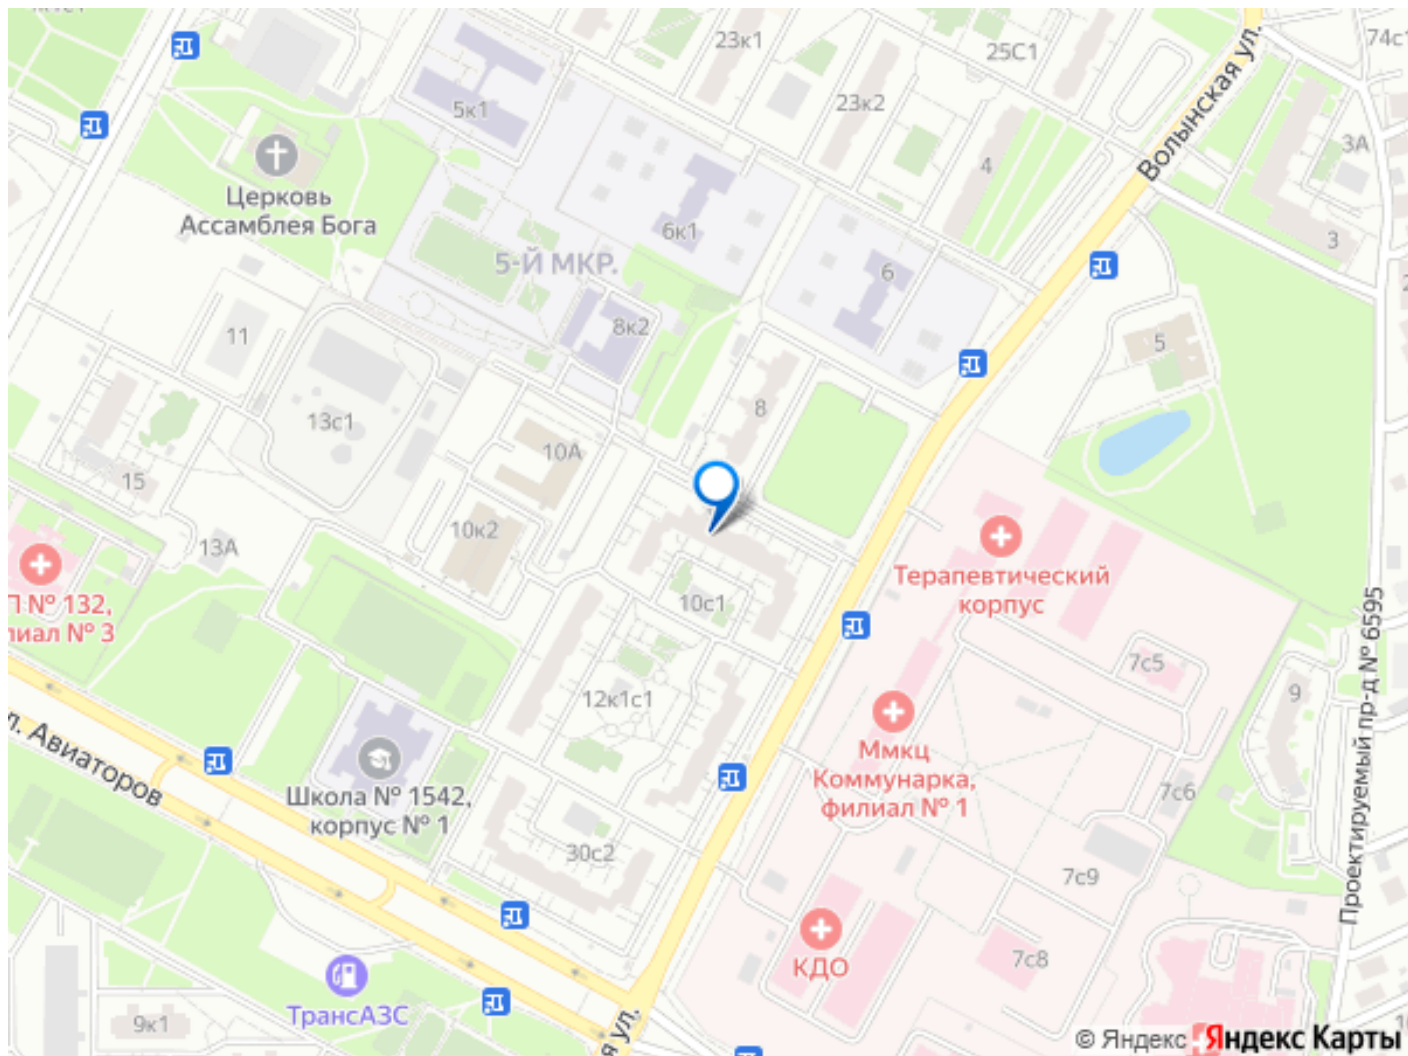 23к1
74с1
25С1
Волынская ул.
5к1
23к2
3А
4
Церковь
Ассамблея Бога
6к1
3
5-Й МКР.
6
8к2
11
5
8
13с1
10А
15
10к2
13А
Терапевтический
корпус
П № 132,
лиал № 3
10с1
7с5
12к1с1
9
Проектируемый пр-д № 6595
л. Авиаторов
Ммкц
Коммунарка,
филиал № 1
Школа № 1542,
корпус № 1
7с6
30с2
7с9
КДО
7с8
ТрансАЗС
9к1
я ул.
© Яндекс
Яндекс Карты